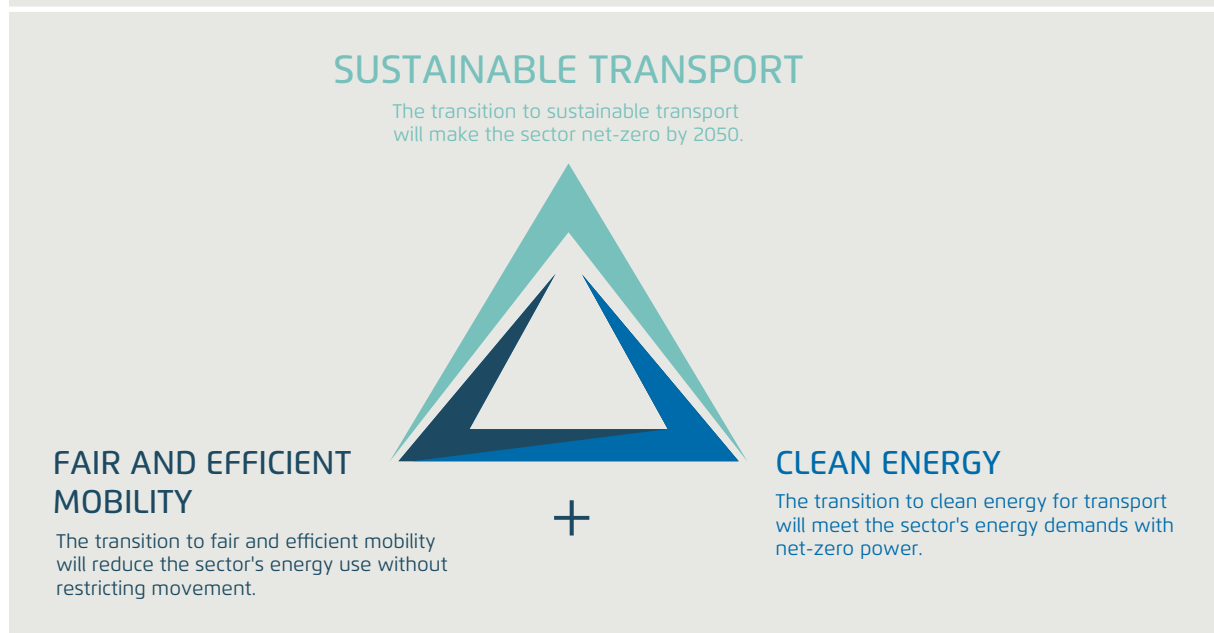 SUSTAINABLE TRANSPORT
The transition to sustainable transport
will make the sector net-zero by 2050.
FAIR AND EFFICIENT
MOBILITY
The transition to fair and efficient mobility
will reduce the sector's energy use without
restricting movement.
+
CLEAN ENERGY
The transition to clean energy for transport
will meet the sector's energy demands with
net-zero power.